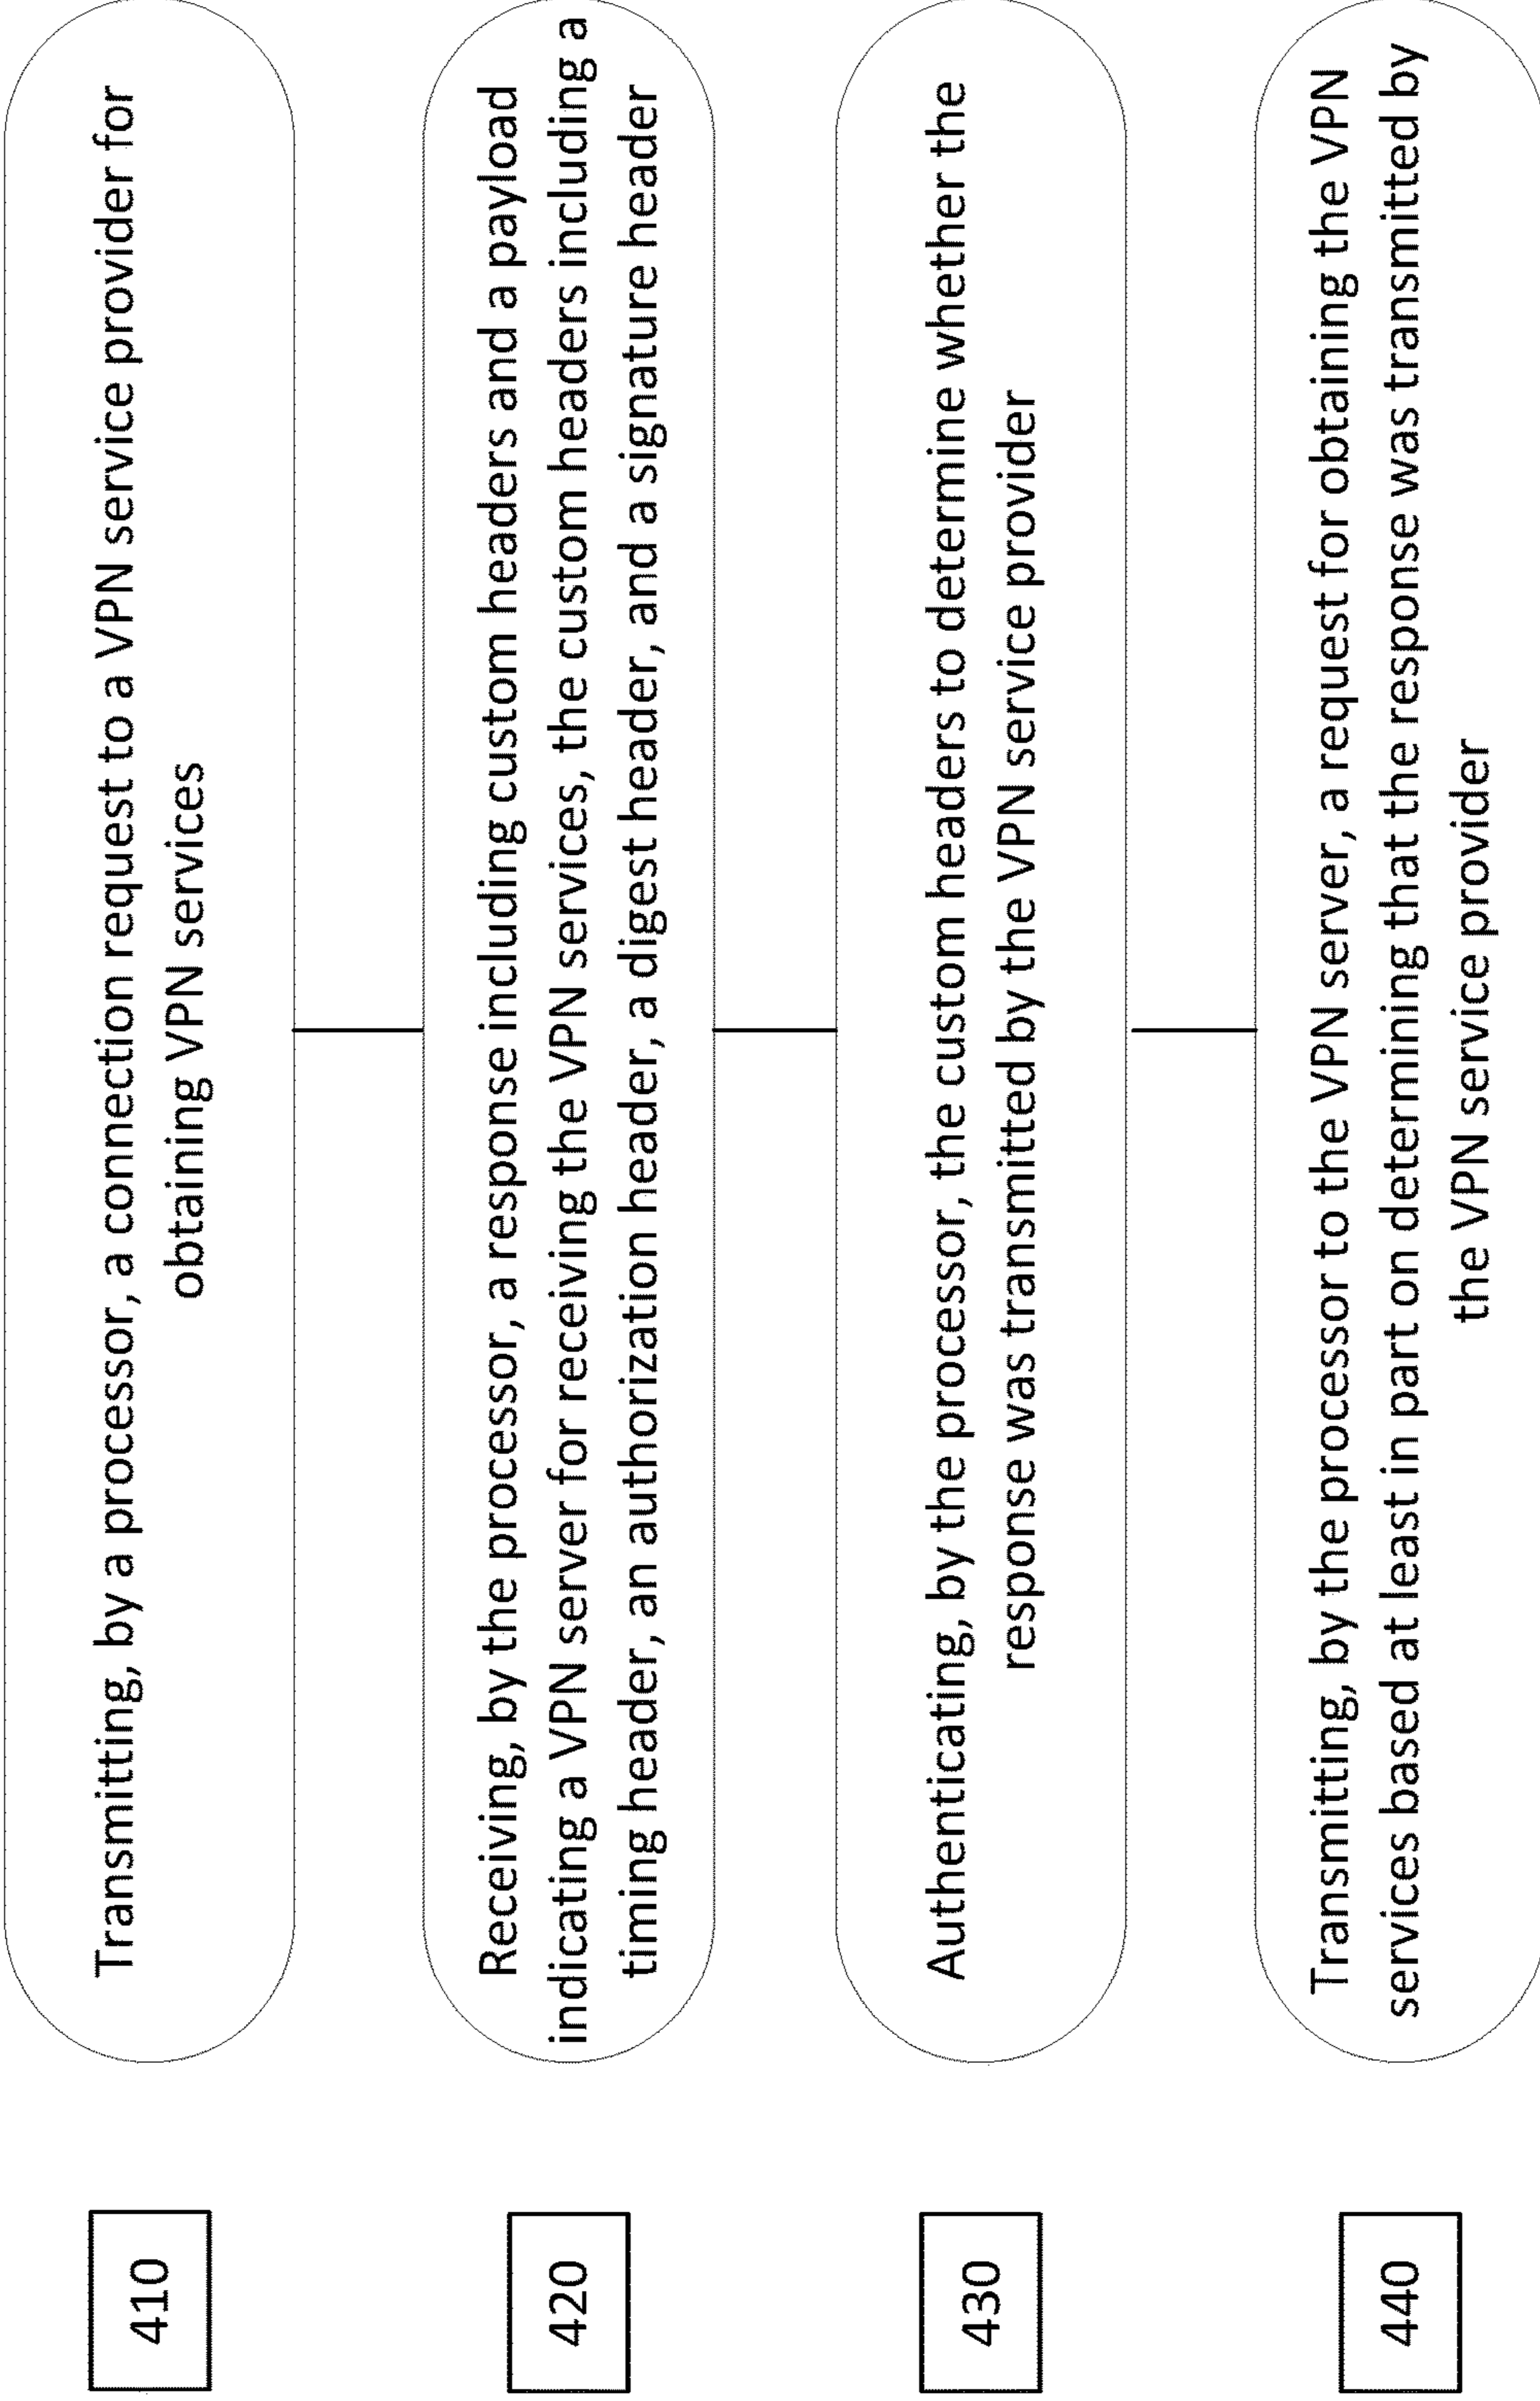 410
Transmitting, by a processor, a connection request to a VPN service provider for
obtaining VPN services
420
Receiving, by the processor, a response including custom headers and a payload
indicating a VPN server for receiving the VPN services, the custom headers including a
timing header, an authorization header, a digest header, and a signature header
430
Authenticating, by the processor, the custom headers to determine whether the
response was transmitted by the VPN service provider
440
Transmitting, by the processor to the VPN server, a request for obtaining the VPN
services based at least in part on determining that the response was transmitted by
the VPN service provider